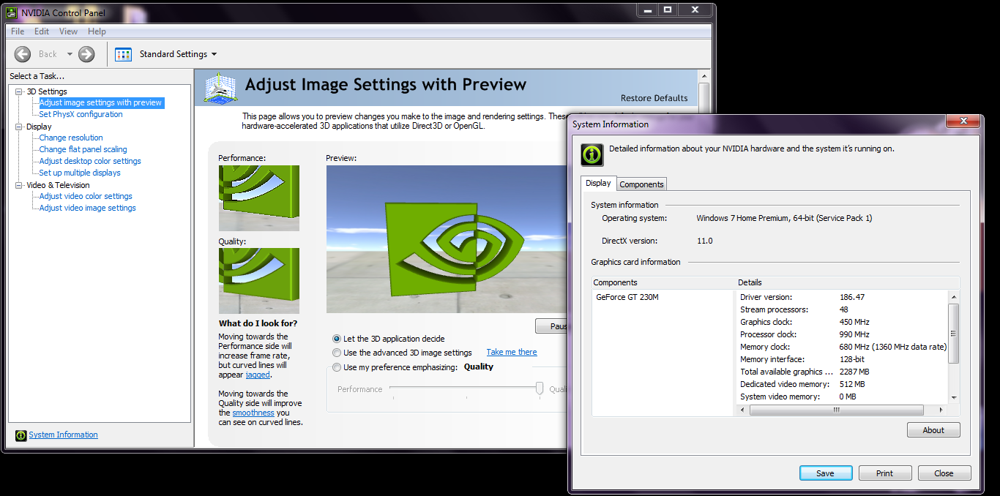 NVIDIA Control Panel
File Edit View Help
Back Standard Settings
Select a Task...
3D Settings
Adjust image settings with preview
Set PhysX configuration
Display
Change resolution
Change flat panel scaling
Adjust desktop color settings
Set up multiple displays
Video & Television
Adjust video color settings
Adjust video image settings
System Information
Adjust Image Settings with Preview
Restore Defaults
This page allows you to preview changes you make to the image and rendering settings. These
hardware-accelerated 3D applications that utilize Direct3D or OpenGL.
Performance:
Quality:
What do I look for?
Moving towards the
Performance side will
increase frame rate,
but curved lines will
appear jagged.
Moving towards the
Quality side will improve
the smoothness you
can see on curved lines.
Preview:
Paus
Let the 3D application decide
Use the advanced 3D image settings Take me there
Use my preference emphasizing: Quality
Performance Quali
System Information
Detailed information about your NVIDIA hardware and the system it's running on.
Display Components
System information
Operating system: Windows 7 Home Premium, 64-bit (Service Pack 1)
DirectX version: 11.0
Graphics card information
Components Details
GeForce GT 230M
Driver version: 186.47
Stream processors: 48
Graphics clock: 450 MHz
Processor clock: 990 MHz
Memory clock: 680 MHz (1360 MHz data rate)
Memory interface: 128-bit
Total available graphics ... 2287 MB
Dedicated video memory: 512 MB
System video memory: 0 MB
About
Save Print Close